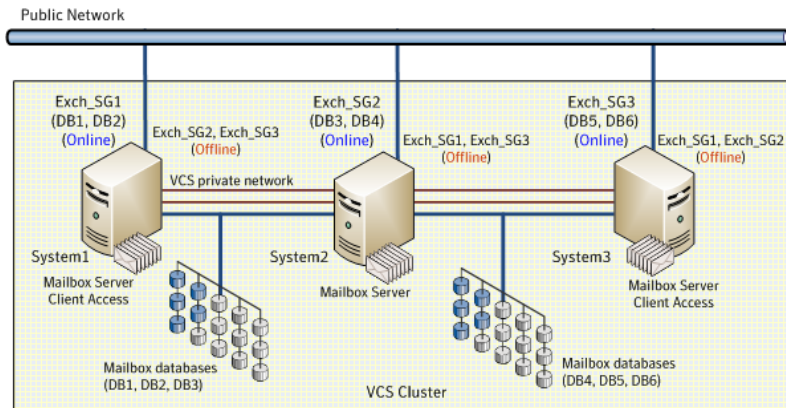 Public Network
Exch_SG1
(DB1, DB2)
(Online)
Exch_SG2, Exch_SG3
(Offline)
Exch_SG2
(DB3, DB4)
(Online)
Exch_SG1, Exch_SG3
(Offline)
Exch_SG3
(DB5, DB6)
(Online)
Exch_SG1, Exch_SG2
(Offline)
VCS private network
System1
Mailbox Server
Client Access
System2
Mailbox Server
System3
Mailbox Server
Client Access
Mailbox databases
(DB1, DB2, DB3)
Mailbox databases
(DB4, DB5, DB6)
VCS Cluster